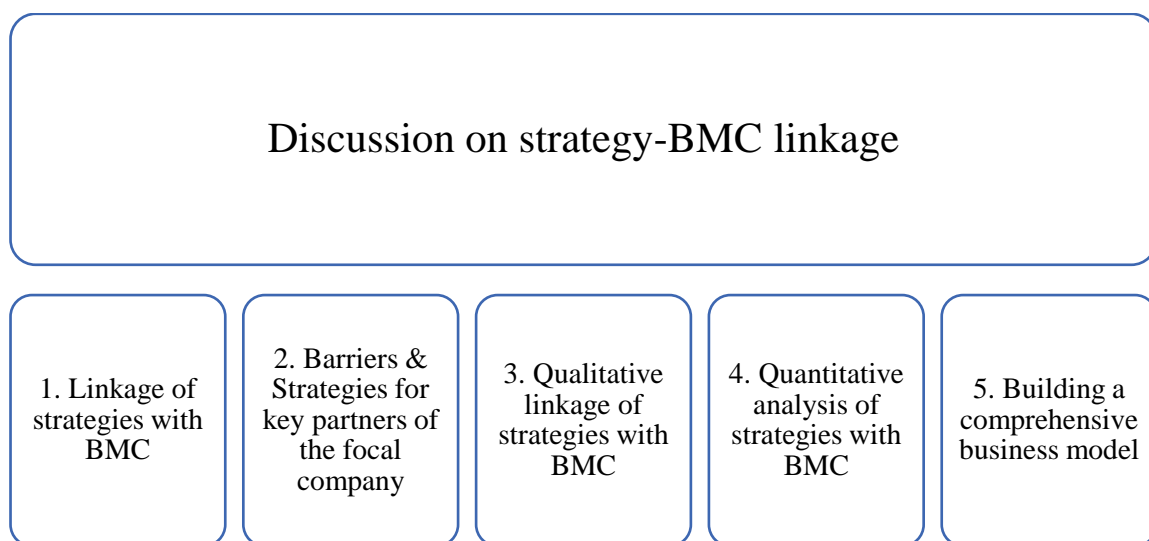 Discussion on strategy-BMC linkage
1. Linkage of
strategies with
BMC
2. Barriers &
Strategies for
key partners of
the focal
company
3. Qualitative
linkage of
strategies with
BMC
4. Quantitative
analysis of
strategies with
BMC
5. Building a
comprehensive
business model